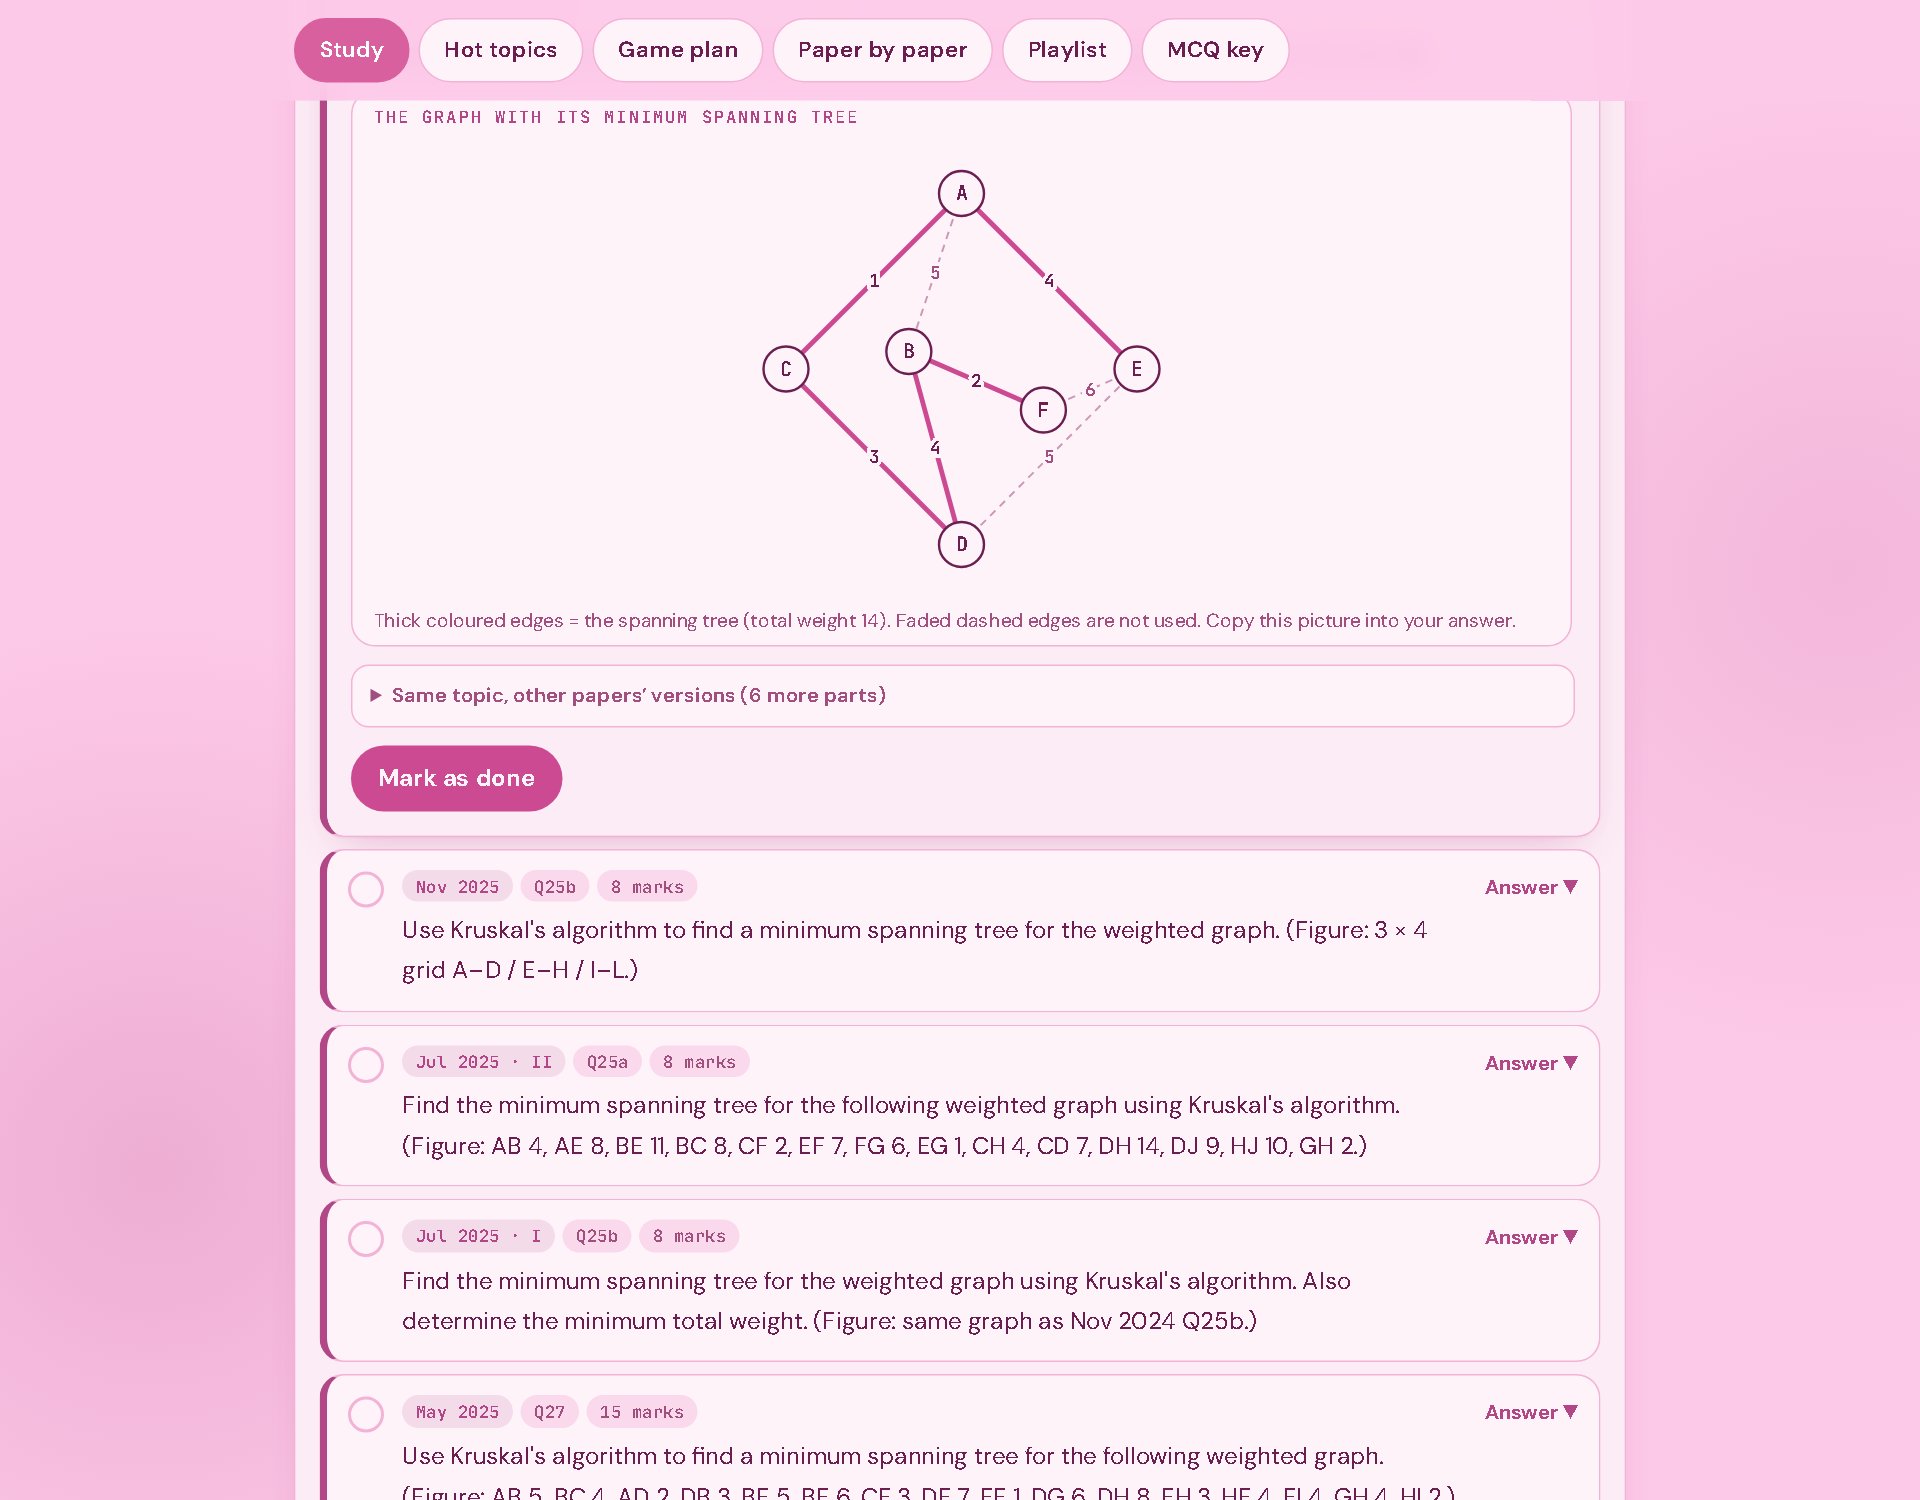 Study
Hot topics
Game plan
Paper by paper
Playlist
MCQ key
THE GRAPH WITH ITS MINIMUM SPANNING TREE
A
5
1
4
B
C
E
2
6
F
4
3
5
D
Thick coloured edges = the spanning tree (total weight 14). Faded dashed edges are not used. Copy this picture into your answer.
▶ Same topic, other papers’ versions (6 more parts)
Mark as done
Nov 2025 Q25b 8 marks Answer ▼
Use Kruskal's algorithm to find a minimum spanning tree for the weighted graph. (Figure: 3 × 4
grid A–D / E–H / I–L.)
Jul 2025 · II Q25a 8 marks Answer ▼
Find the minimum spanning tree for the following weighted graph using Kruskal's algorithm.
(Figure: AB 4, AE 8, BE 11, BC 8, CF 2, EF 7, FG 6, EG 1, CH 4, CD 7, DH 14, DJ 9, HJ 10, GH 2.)
Jul 2025 · I Q25b 8 marks Answer ▼
Find the minimum spanning tree for the weighted graph using Kruskal's algorithm. Also
determine the minimum total weight. (Figure: same graph as Nov 2024 Q25b.)
May 2025 Q27 15 marks Answer ▼
Use Kruskal's algorithm to find a minimum spanning tree for the following weighted graph.
(Figure: AB 5, BC 4, AD 2, DB 3,